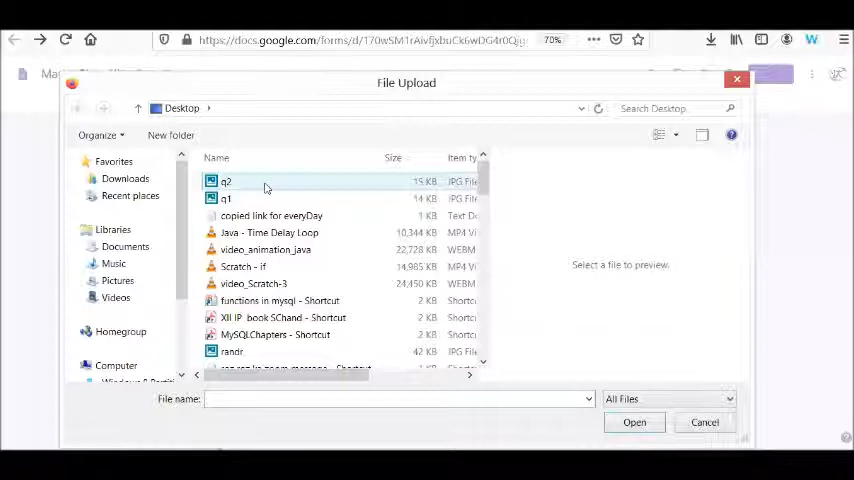 https://docs.google.com/forms/d/170wSM1rAivfjxbuCk6wDG4r0Qjg
70%
File Upload
Desktop
Search Desktop
Organize
New folder
Name
Size
Item ty
Favorites
Downloads
Recent places
Libraries
Documents
Music
Pictures
Videos
Homegroup
Computer
q2
15 KB
JPG File
q1
14 KB
JPG File
copied link for everyDay
1 KB
Text Do
Java - Time Delay Loop
10,344 KB
MP4 Vi
video_animation_java
22,728 KB
WEBM
Scratch - if
14,985 KB
MP4 Vi
video_Scratch-3
24,450 KB
WEBM
functions in mysql - Shortcut
2 KB
Shortcu
XII IP book SChand - Shortcut
2 KB
Shortcu
MySQLChapters - Shortcut
2 KB
Shortcu
randr
42 KB
JPG File
Select a file to preview.
File name:
All Files
Open
Cancel